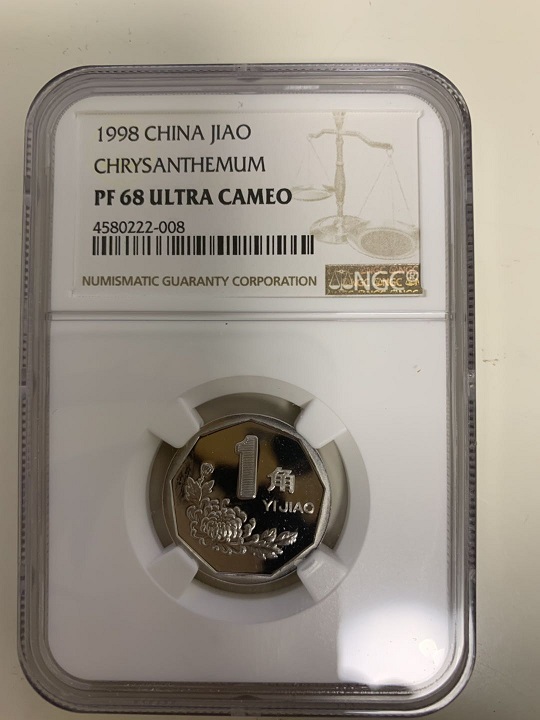 1998 CHINA JIAO
CHRYSANTHEMUM
PF 68 ULTRA CAMEO
4580222-008
NUMISMATIC GUARANTY CORPORATION
NGC®
1角
YI JIAO